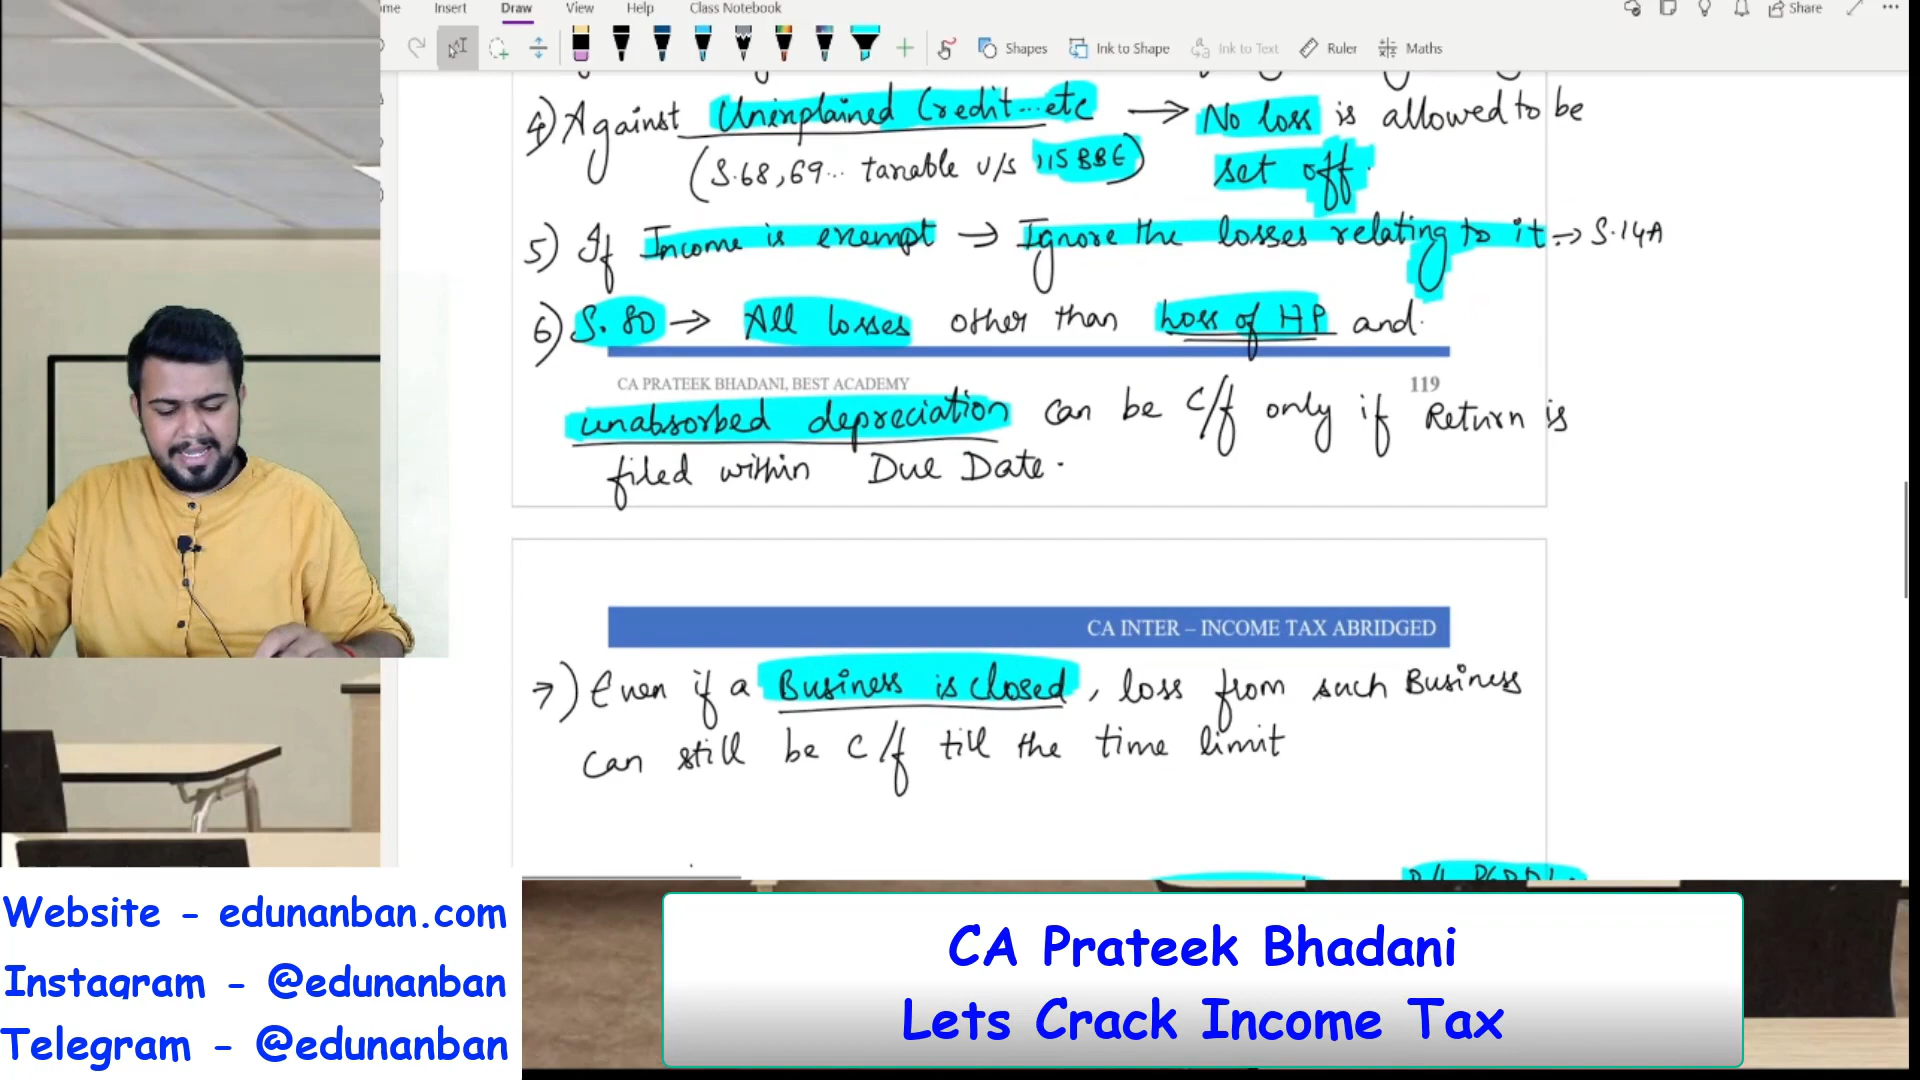 Insert Draw View Help Class Notebook Share
Shapes Ink to Shape Ink to Text Ruler Maths
4) Against Unexplained Credit...etc → No loss is allowed to be
(S.68,69... taxable u/s 115BBE) set off.
5) If Income is exempt → Ignore the losses relating to it. → S.14A
6) S. 80 → All losses other than Loss of HP and
CA PRATEEK BHADANI, BEST ACADEMY 119
unabsorbed depreciation can be c/f only if Return is
filed within Due Date.
CA INTER – INCOME TAX ABRIDGED
7) Even if a Business is closed, loss from such Business
can still be c/f till the time limit
Website - edunanban.com
Instagram - @edunanban
Telegram - @edunanban
CA Prateek Bhadani
Lets Crack Income Tax